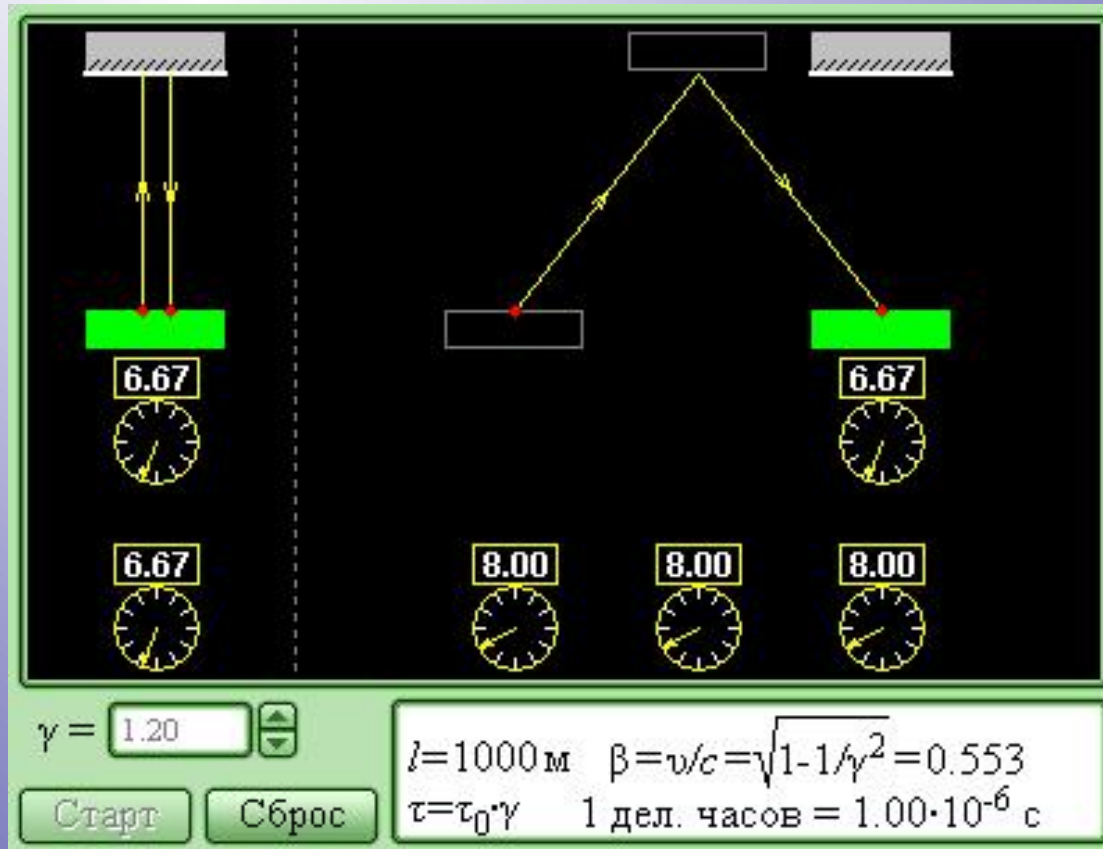 6.67
6.67
6.67
8.00
8.00
8.00
γ = 1.20
l=1000 м β=υ/c=√1-1/γ²=0.553
τ=τ₀·γ 1 дел. часов = 1.00·10⁻⁶ с
Старт
Сброс